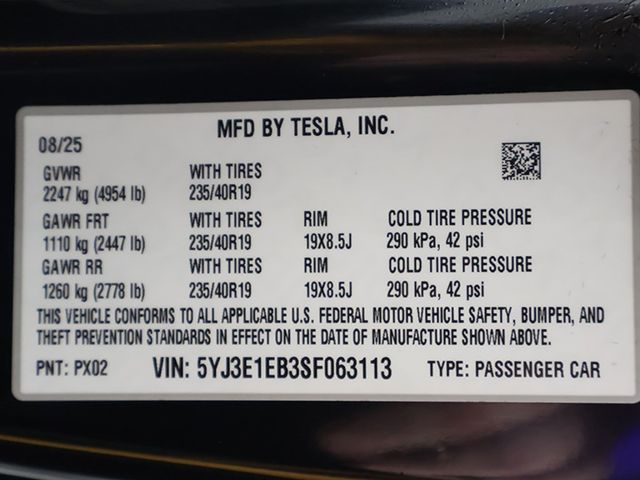 MFD BY TESLA, INC.
08/25
GVWR WITH TIRES
2247 kg (4954 lb) 235/40R19
GAWR FRT WITH TIRES RIM COLD TIRE PRESSURE
1110 kg (2447 lb) 235/40R19 19X8.5J 290 kPa, 42 psi
GAWR RR WITH TIRES RIM COLD TIRE PRESSURE
1260 kg (2778 lb) 235/40R19 19X8.5J 290 kPa, 42 psi
THIS VEHICLE CONFORMS TO ALL APPLICABLE U.S. FEDERAL MOTOR VEHICLE SAFETY, BUMPER, AND
THEFT PREVENTION STANDARDS IN EFFECT ON THE DATE OF MANUFACTURE SHOWN ABOVE.
PNT: PX02 VIN: 5YJ3E1EB3SF063113 TYPE: PASSENGER CAR